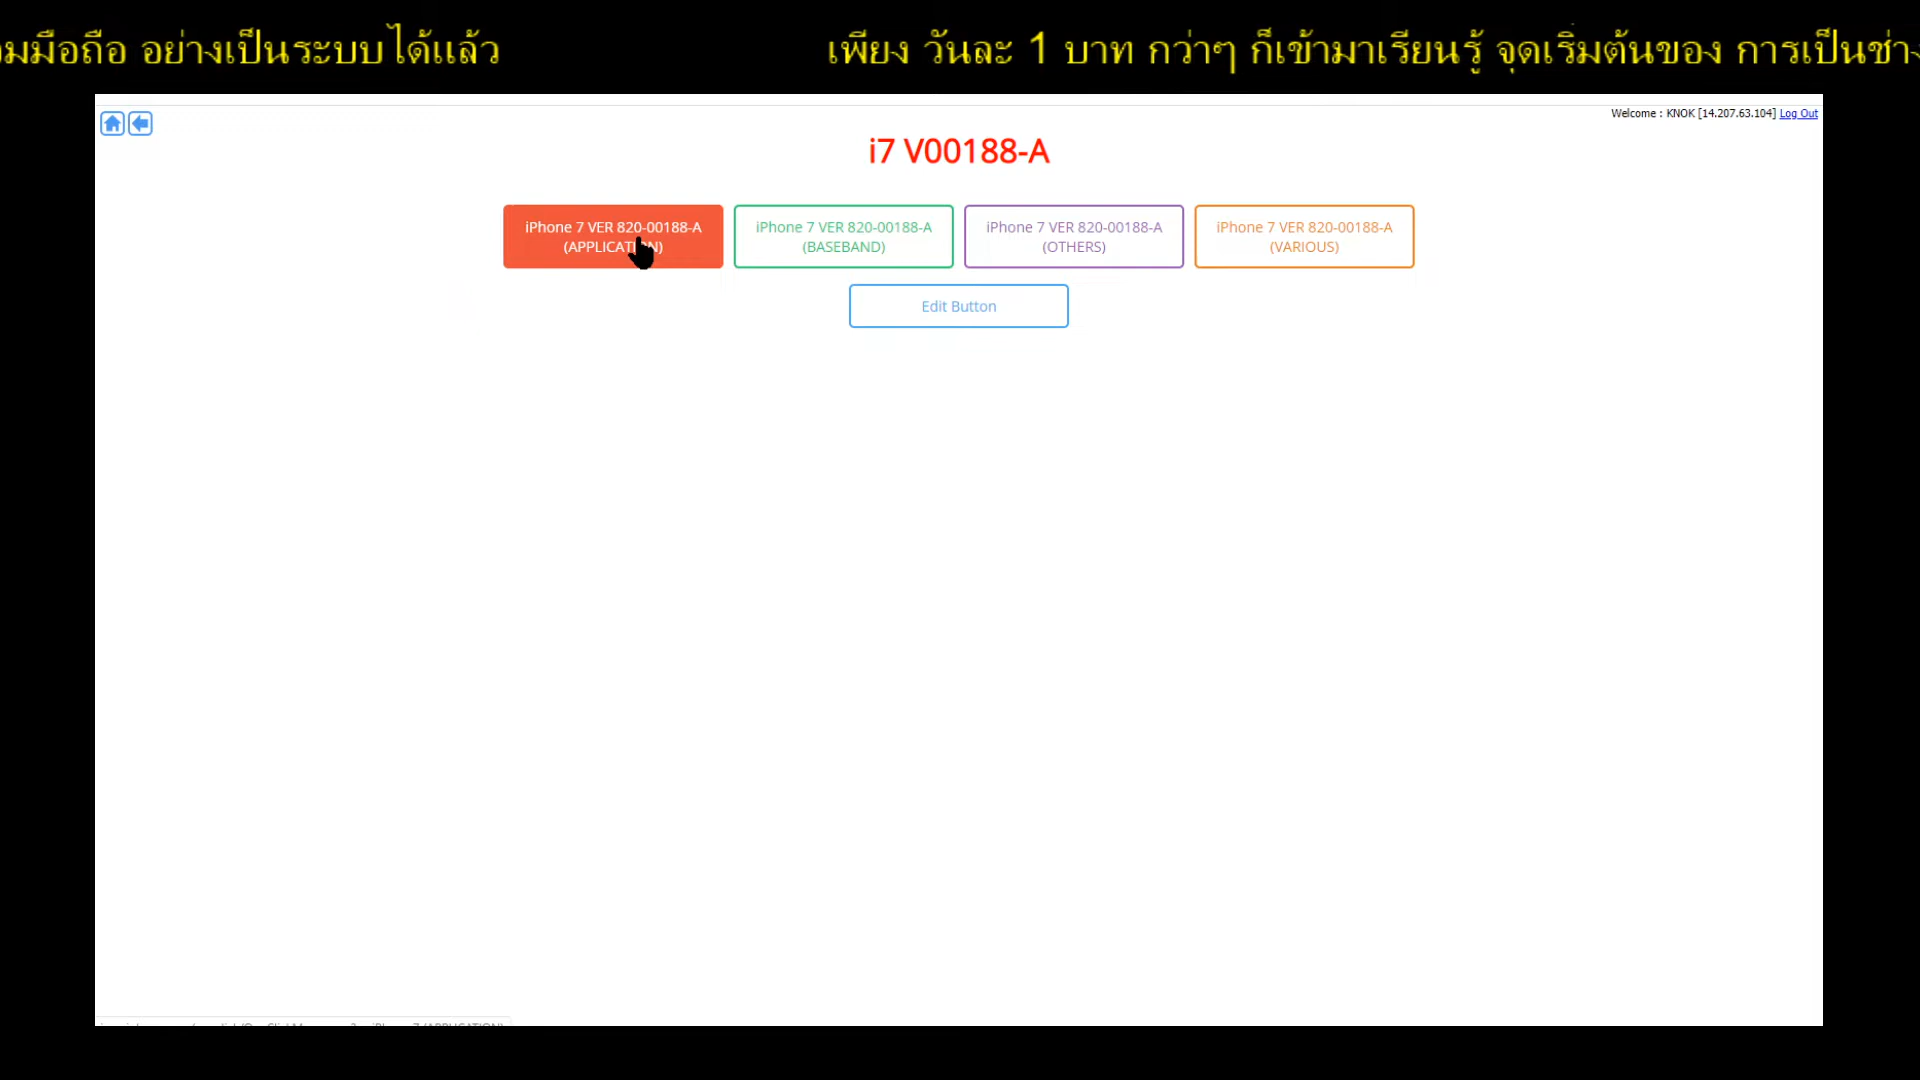 มมือถือ อย่างเป็นระบบได้แล้ว เพียง วันละ 1 บาท กว่าๆ ก็เข้ามาเรียนรู้ จุดเริ่มต้นของ การเป็นช่าง
Welcome : KNOK [14.207.63.104] Log Out
i7 V00188-A
iPhone 7 VER 820-00188-A
(APPLICATION)
iPhone 7 VER 820-00188-A
(BASEBAND)
iPhone 7 VER 820-00188-A
(OTHERS)
iPhone 7 VER 820-00188-A
(VARIOUS)
Edit Button